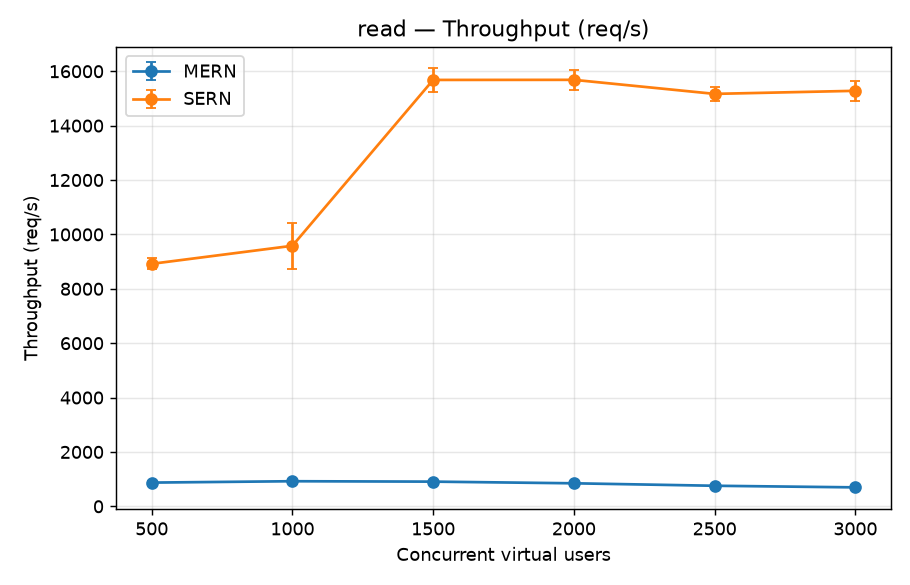 read — Throughput (req/s)
MERN
SERN
Throughput (req/s)
16000
14000
12000
10000
8000
6000
4000
2000
0
500 1000 1500 2000 2500 3000
Concurrent virtual users